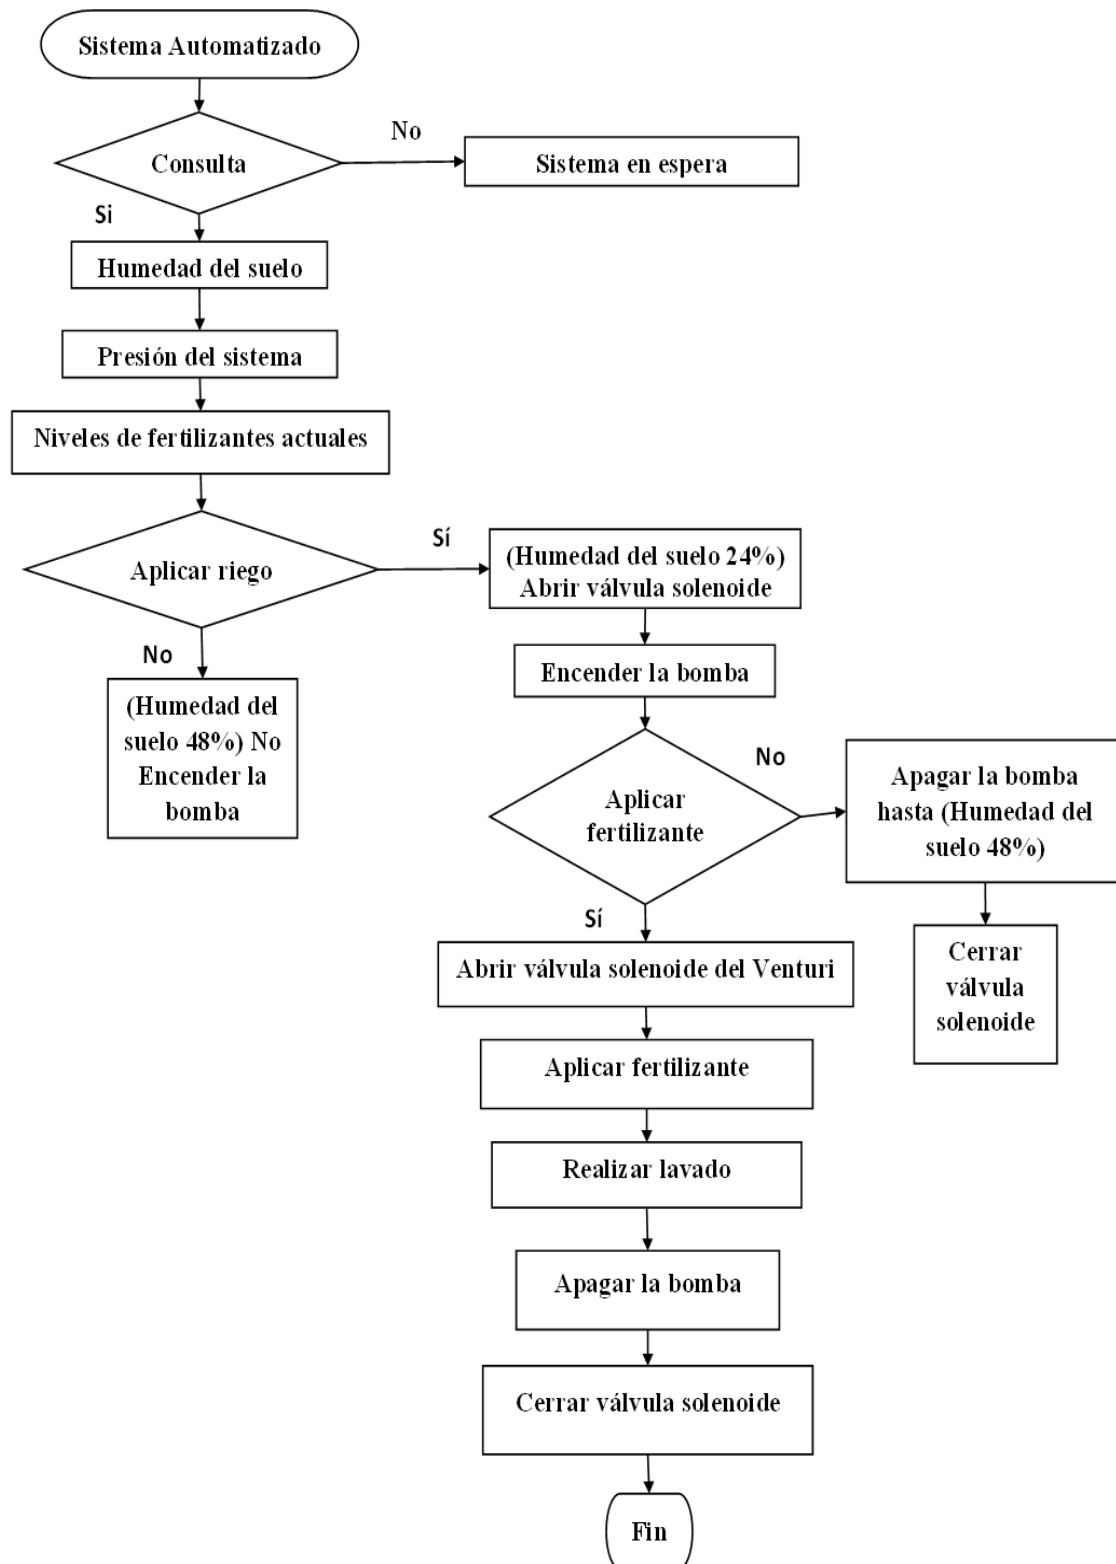 Sistema Automatizado
Consulta
No
Sistema en espera
Si
Humedad del suelo
Presión del sistema
Niveles de fertilizantes actuales
Aplicar riego
Sí
(Humedad del suelo 24%)
Abrir válvula solenoide
No
(Humedad del
suelo 48%) No
Encender la
bomba
Encender la bomba
Aplicar
fertilizante
No
Apagar la bomba
hasta (Humedad del
suelo 48%)
Cerrar
válvula
solenoide
Sí
Abrir válvula solenoide del Venturi
Aplicar fertilizante
Realizar lavado
Apagar la bomba
Cerrar válvula solenoide
Fin